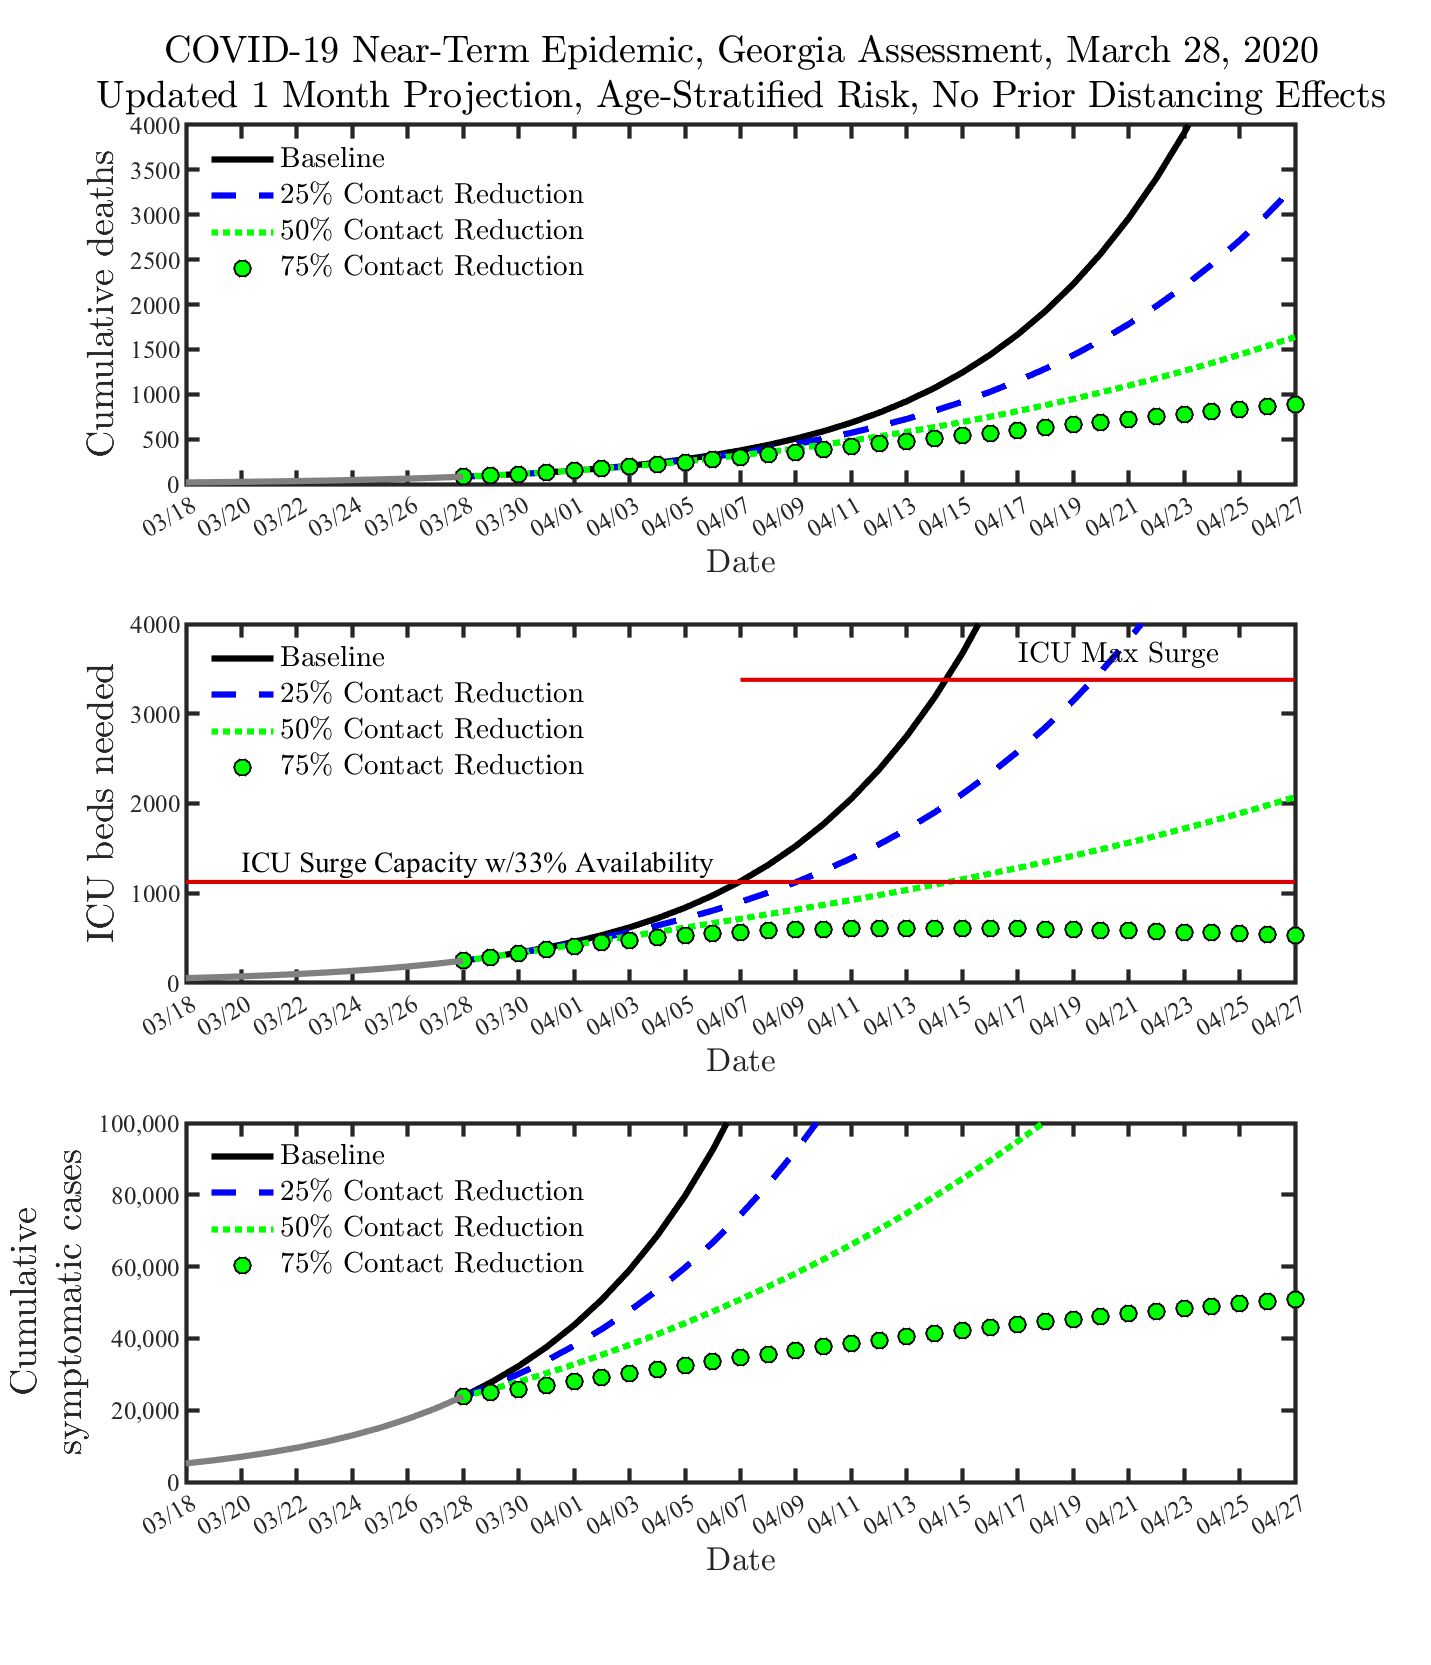 COVID-19 Near-Term Epidemic, Georgia Assessment, March 28, 2020
Updated 1 Month Projection, Age-Stratified Risk, No Prior Distancing Effects
Cumulative deaths
4000
3500
3000
2500
2000
1500
1000
500
0
Baseline
25% Contact Reduction
50% Contact Reduction
75% Contact Reduction
03/18 03/20 03/22 03/24 03/26 03/28 03/30 04/01 04/03 04/05 04/07 04/09 04/11 04/13 04/15 04/17 04/19 04/21 04/23 04/25 04/27
Date
ICU beds needed
4000
3000
2000
1000
0
Baseline
25% Contact Reduction
50% Contact Reduction
75% Contact Reduction
ICU Max Surge
ICU Surge Capacity w/33% Availability
03/18 03/20 03/22 03/24 03/26 03/28 03/30 04/01 04/03 04/05 04/07 04/09 04/11 04/13 04/15 04/17 04/19 04/21 04/23 04/25 04/27
Date
Cumulative
symptomatic cases
100,000
80,000
60,000
40,000
20,000
0
Baseline
25% Contact Reduction
50% Contact Reduction
75% Contact Reduction
03/18 03/20 03/22 03/24 03/26 03/28 03/30 04/01 04/03 04/05 04/07 04/09 04/11 04/13 04/15 04/17 04/19 04/21 04/23 04/25 04/27
Date